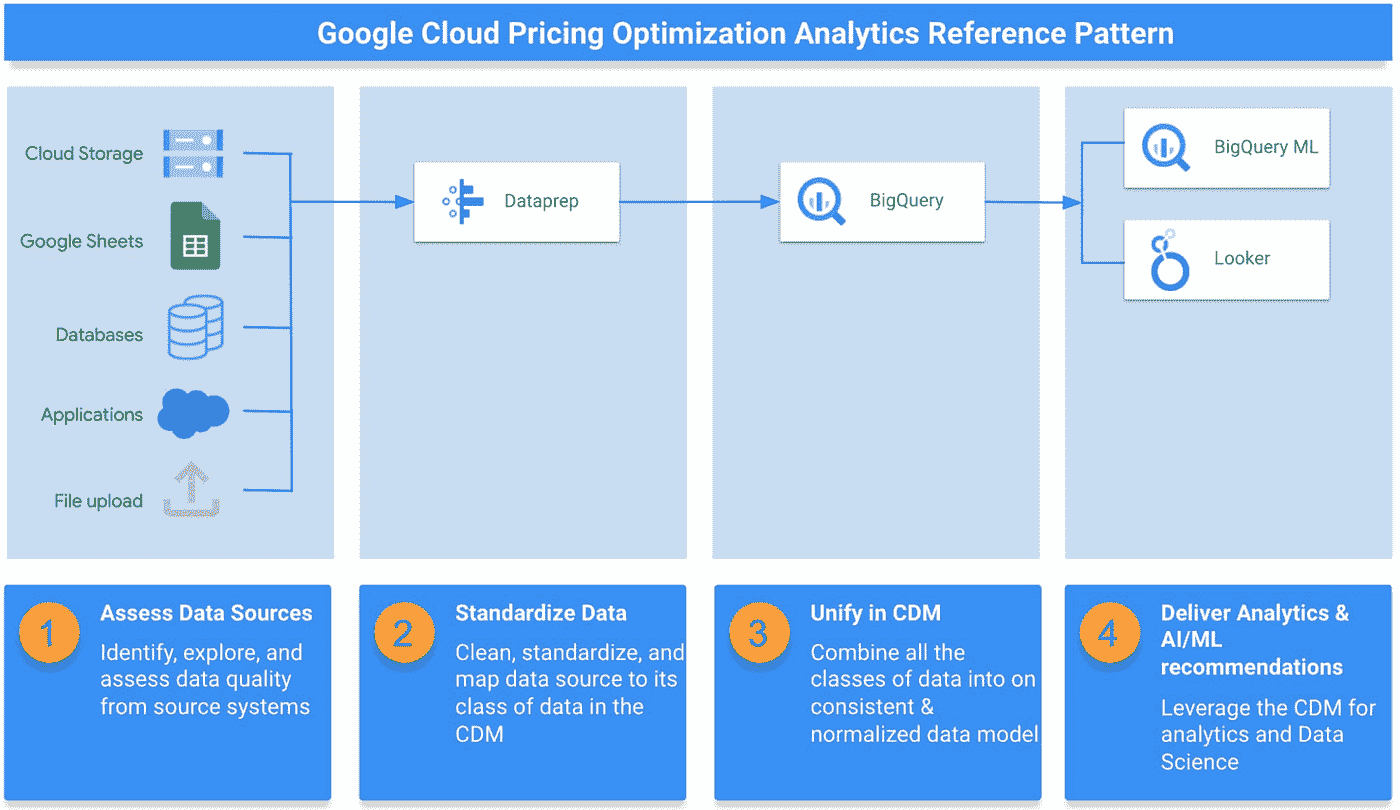 Google Cloud Pricing Optimization Analytics Reference Pattern
Cloud Storage
Google Sheets
Databases
Applications
File upload
Dataprep
BigQuery
BigQuery ML
Looker
1
Assess Data Sources
Identify, explore, and
assess data quality
from source systems
2
Standardize Data
Clean, standardize, and
map data source to its
class of data in the
CDM
3
Unify in CDM
Combine all the
classes of data into on
consistent &
normalized data model
4
Deliver Analytics &
AI/ML
recommendations
Leverage the CDM for
analytics and Data
Science